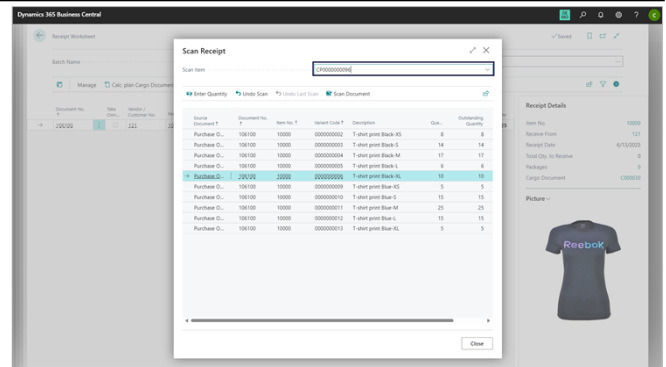 Dynamics 365 Business Central
Receipt Worksheet
Saved
Batch Name
Manage Calc. plan Cargo Document
Document No. ↑
Vendor / Customer No.
106100 121
Scan Receipt
Scan Item CP0000000096
Enter Quantity Undo Scan Undo Last Scan Scan Document
Source Document ↑ Document No. ↑ Item No. ↑ Variant Code ↑ Description Qua... Outstanding Quantity
Purchase O... 106100 10000 0000000002 T-shirt print Black-XS 8 8
Purchase O... 106100 10000 0000000003 T-shirt print Black-S 14 14
Purchase O... 106100 10000 0000000004 T-shirt print Black-M 17 17
Purchase O... 106100 10000 0000000005 T-shirt print Black-L 6 6
Purchase O... 106100 10000 0000000006 T-shirt print Black-XL 10 10
Purchase O... 106100 10000 0000000009 T-shirt print Blue-XS 5 5
Purchase O... 106100 10000 0000000010 T-shirt print Blue-S 15 15
Purchase O... 106100 10000 0000000011 T-shirt print Blue-M 25 25
Purchase O... 106100 10000 0000000012 T-shirt print Blue-L 15 15
Purchase O... 106100 10000 0000000013 T-shirt print Blue-XL 5 5
Close
Receipt Details
Item No. 10000
Receive From 121
Receipt Date 6/13/2025
Total Qty. to Receive 0
Packages 0
Cargo Document C000030
Picture
Reebok